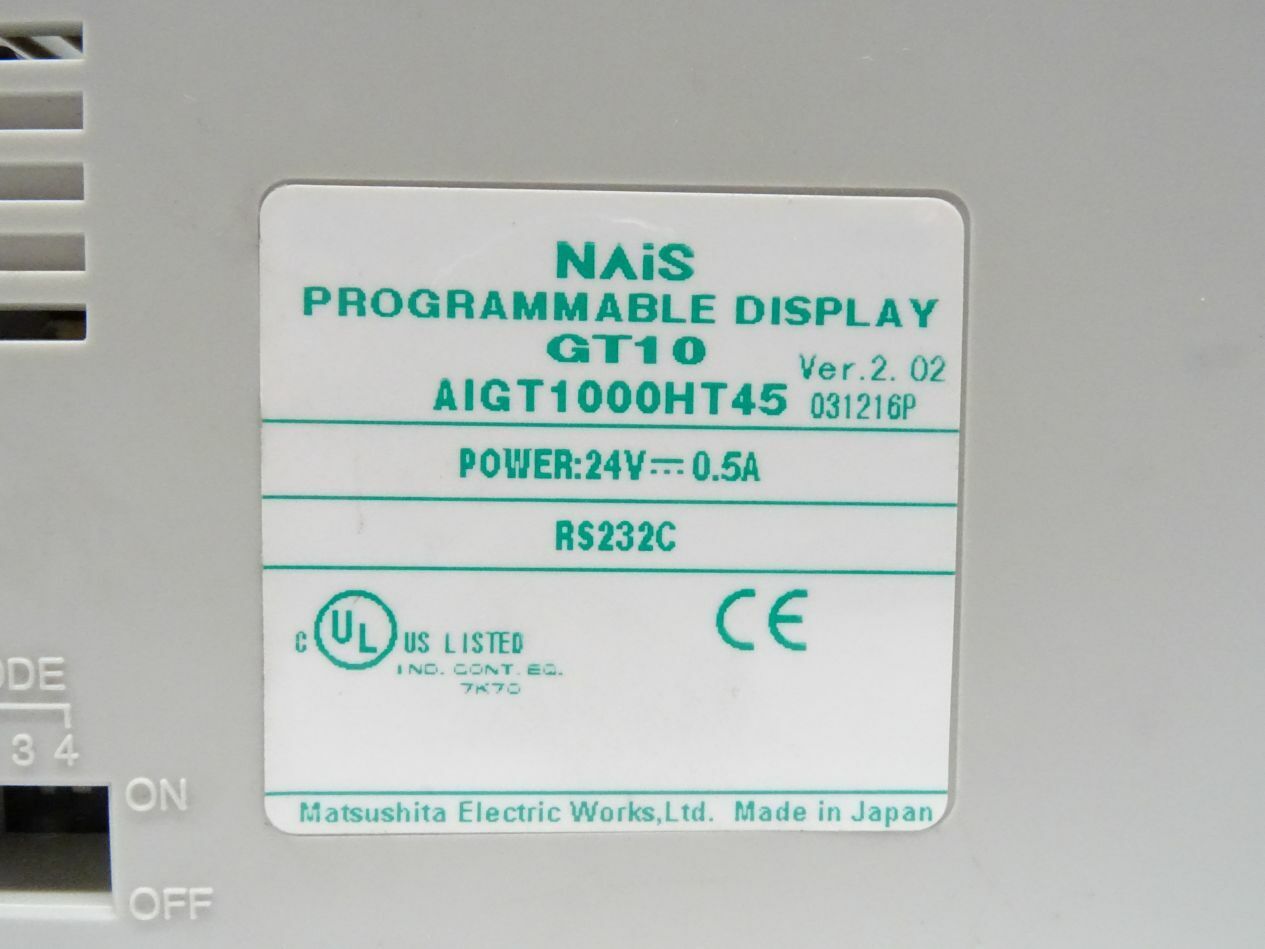 NAiS
PROGRAMMABLE DISPLAY
GT10
Ver.2.02
AIGT1000HT45 031216P
POWER:24V⎓0.5A
RS232C
C UL US LISTED
IND. CONT. EQ.
7K70
CE
Matsushita Electric Works,Ltd. Made in Japan
3 4
ON
OFF